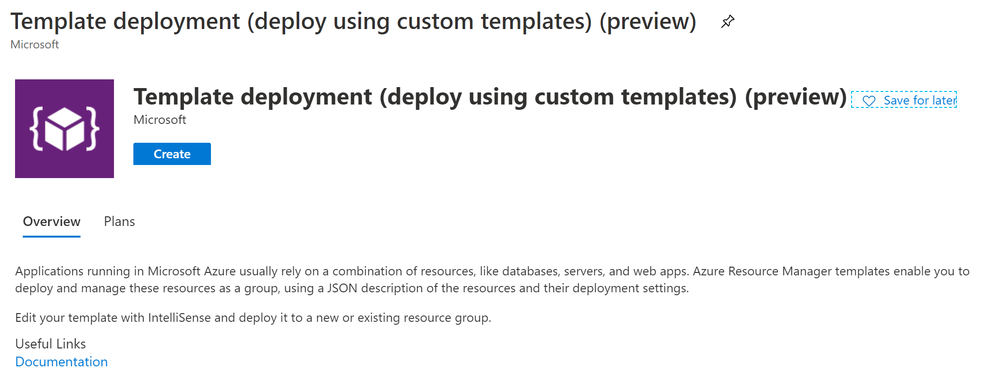 Template deployment (deploy using custom templates) (preview)
Microsoft
Template deployment (deploy using custom templates) (preview)
Save for later
Microsoft
Create
Overview
Plans
Applications running in Microsoft Azure usually rely on a combination of resources, like databases, servers, and web apps. Azure Resource Manager templates enable you to
deploy and manage these resources as a group, using a JSON description of the resources and their deployment settings.
Edit your template with IntelliSense and deploy it to a new or existing resource group.
Useful Links
Documentation